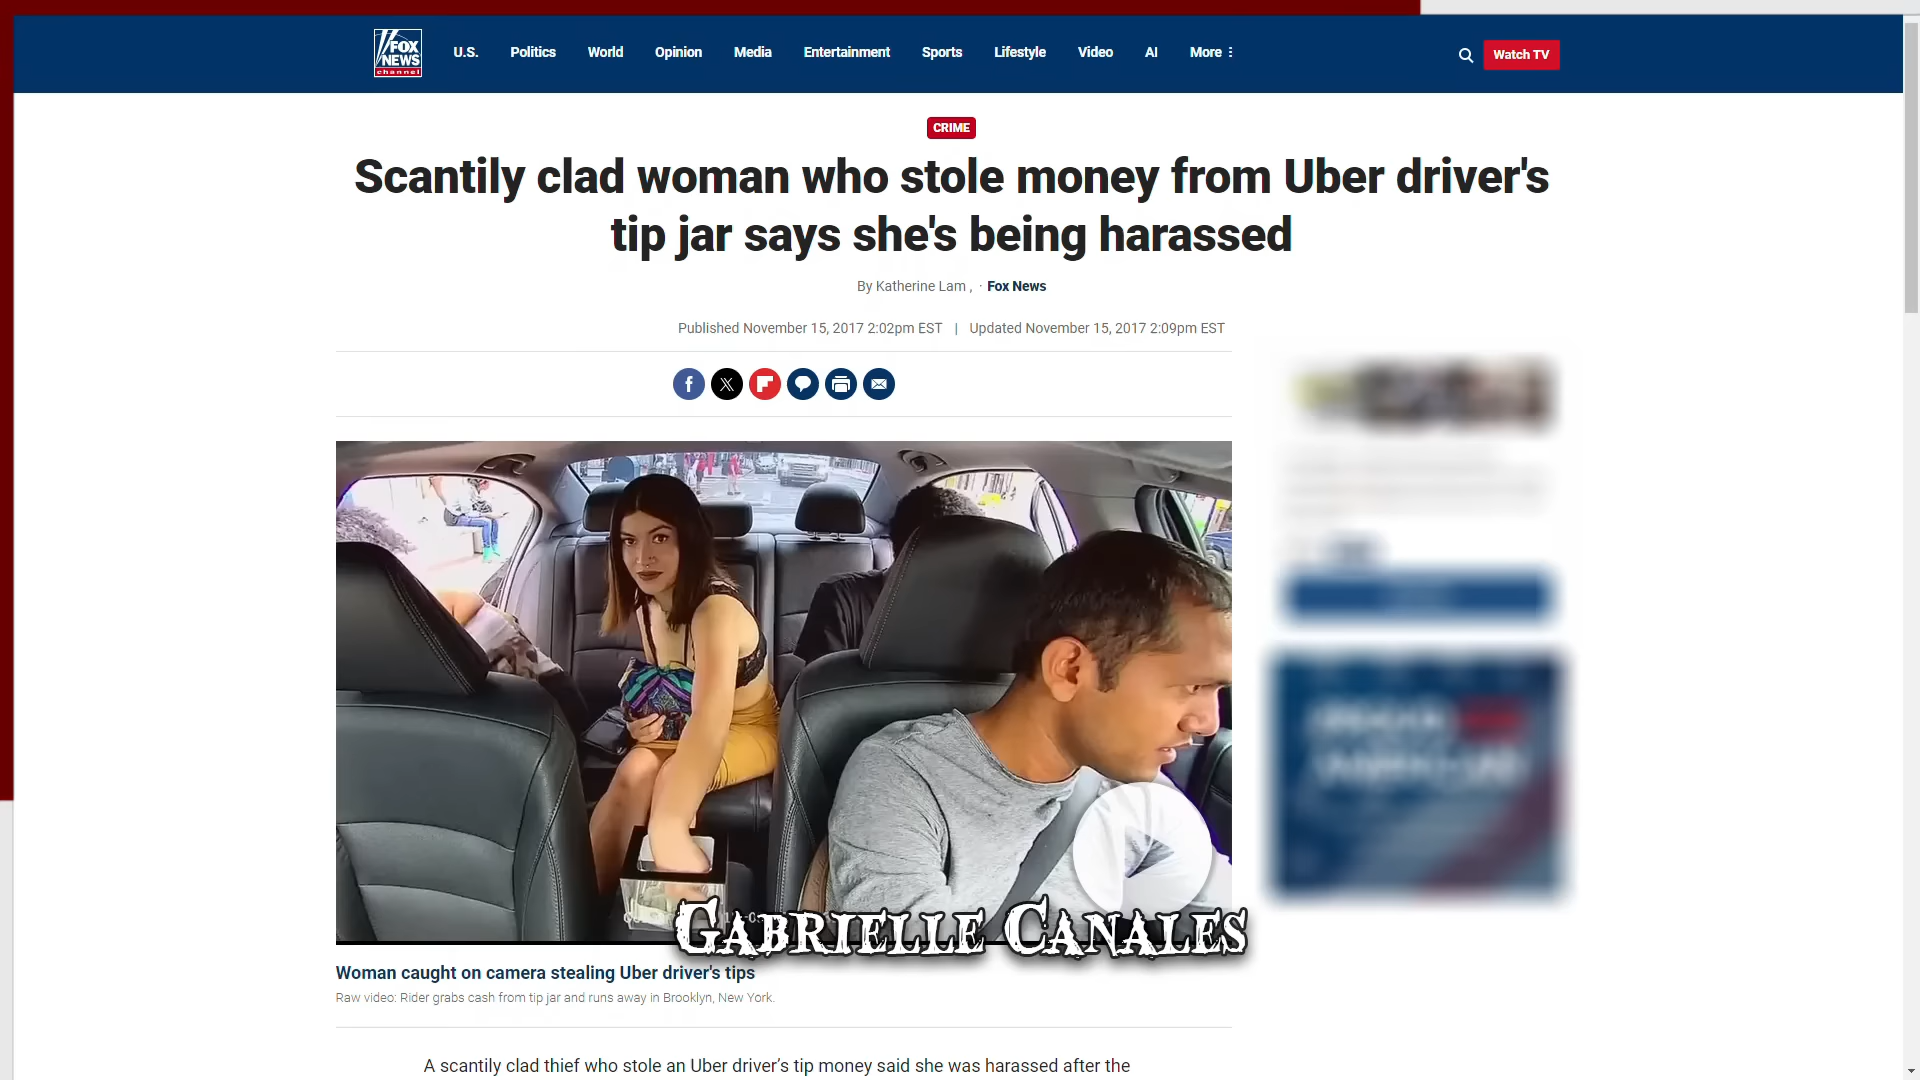 FOX
NEWS
channel
U.S.
Politics
World
Opinion
Media
Entertainment
Sports
Lifestyle
Video
AI
More
Watch TV
CRIME
Scantily clad woman who stole money from Uber driver's
tip jar says she's being harassed
By Katherine Lam , · Fox News
Published November 15, 2017 2:02pm EST | Updated November 15, 2017 2:09pm EST
Gabrielle Canales
Woman caught on camera stealing Uber driver's tips
Raw video: Rider grabs cash from tip jar and runs away in Brooklyn, New York.
A scantily clad thief who stole an Uber driver's tip money said she was harassed after the